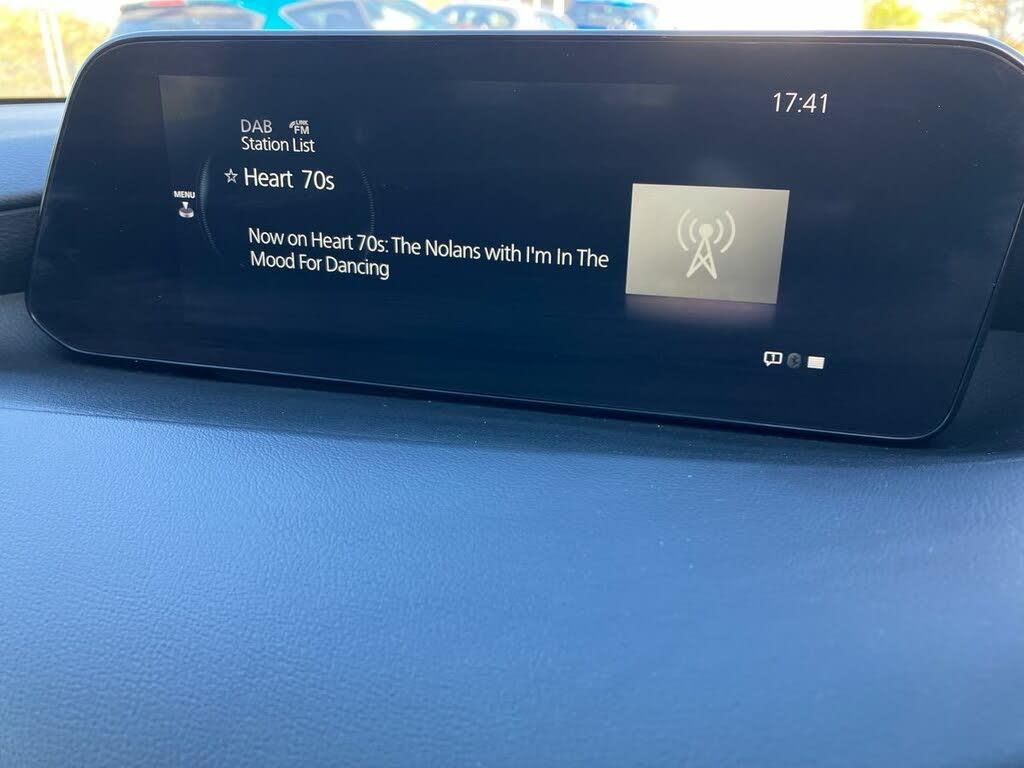 17:41
DAB LINK FM
Station List
☆ Heart 70s
MENU
Now on Heart 70s: The Nolans with I'm In The
Mood For Dancing